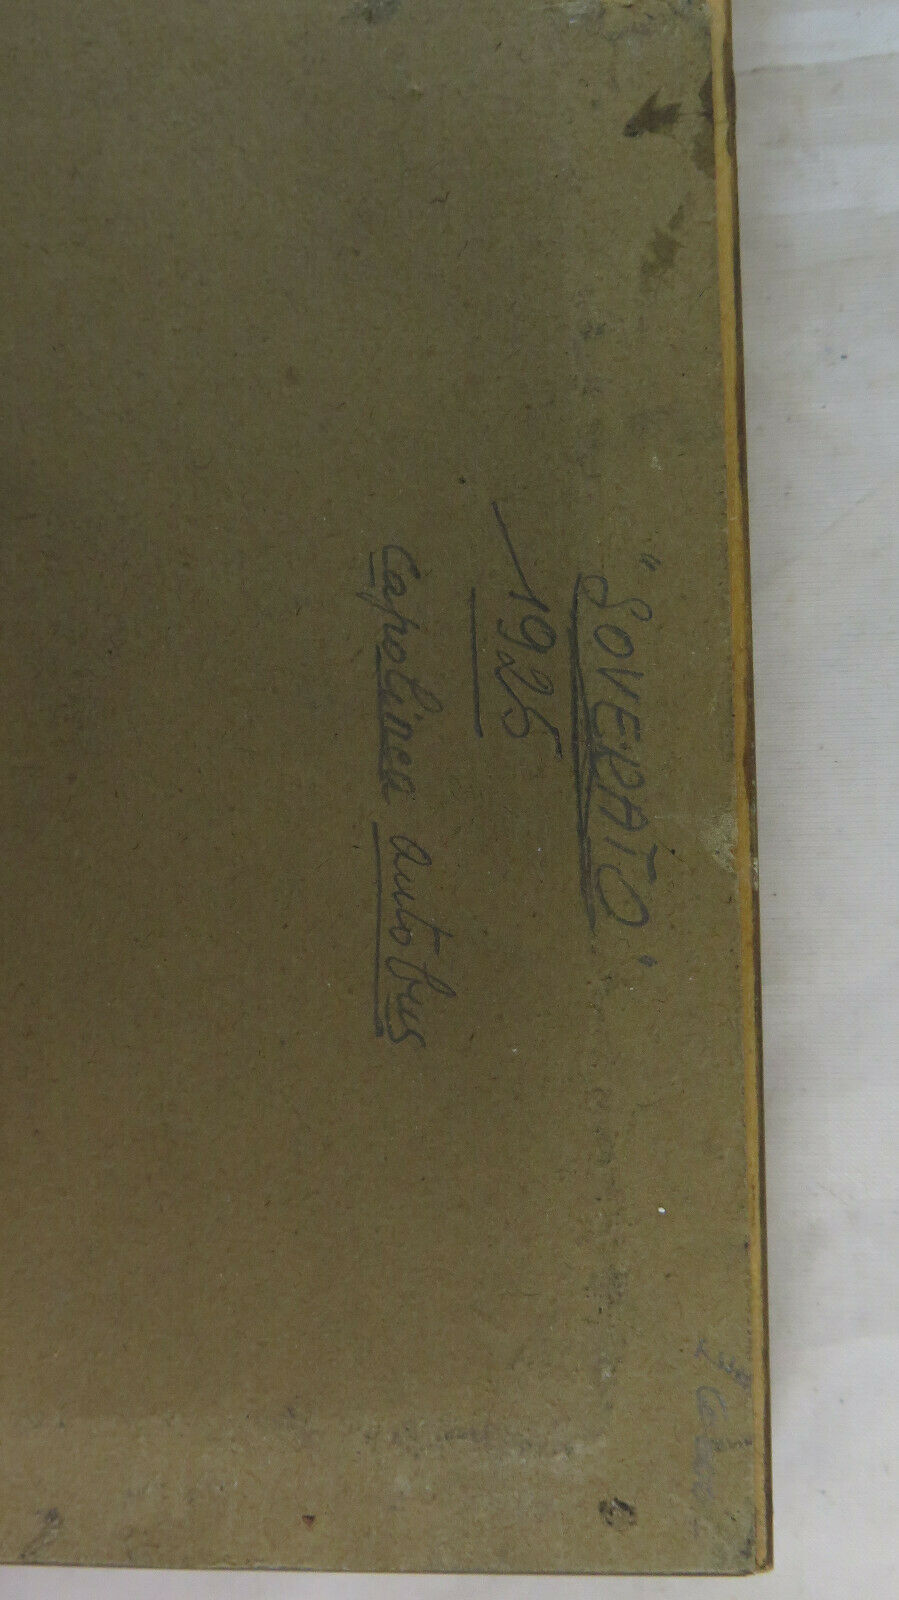 "SOVERATO"
1925
Capolinea autobus